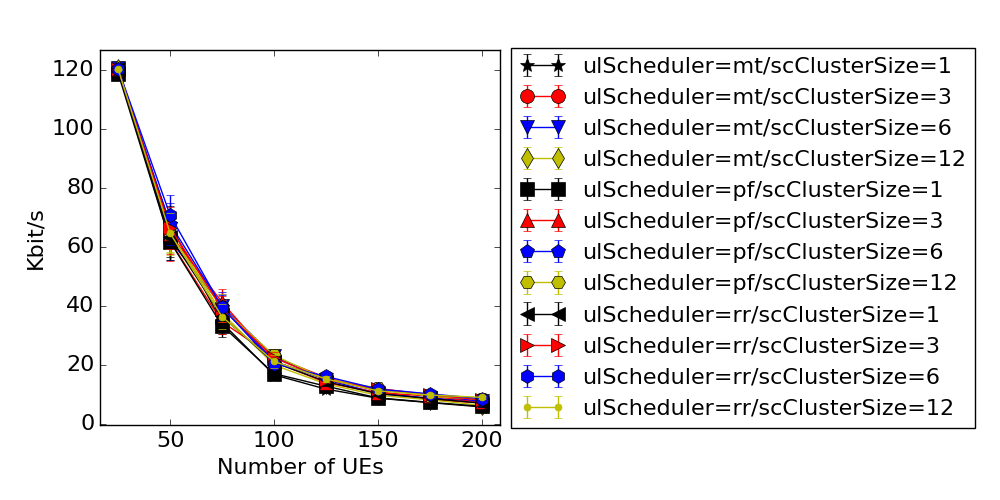 120
100
80
60
40
20
0
50
100
150
200
Kbit/s
Number of UEs
ulScheduler=mt/scClusterSize=1
ulScheduler=mt/scClusterSize=3
ulScheduler=mt/scClusterSize=6
ulScheduler=mt/scClusterSize=12
ulScheduler=pf/scClusterSize=1
ulScheduler=pf/scClusterSize=3
ulScheduler=pf/scClusterSize=6
ulScheduler=pf/scClusterSize=12
ulScheduler=rr/scClusterSize=1
ulScheduler=rr/scClusterSize=3
ulScheduler=rr/scClusterSize=6
ulScheduler=rr/scClusterSize=12